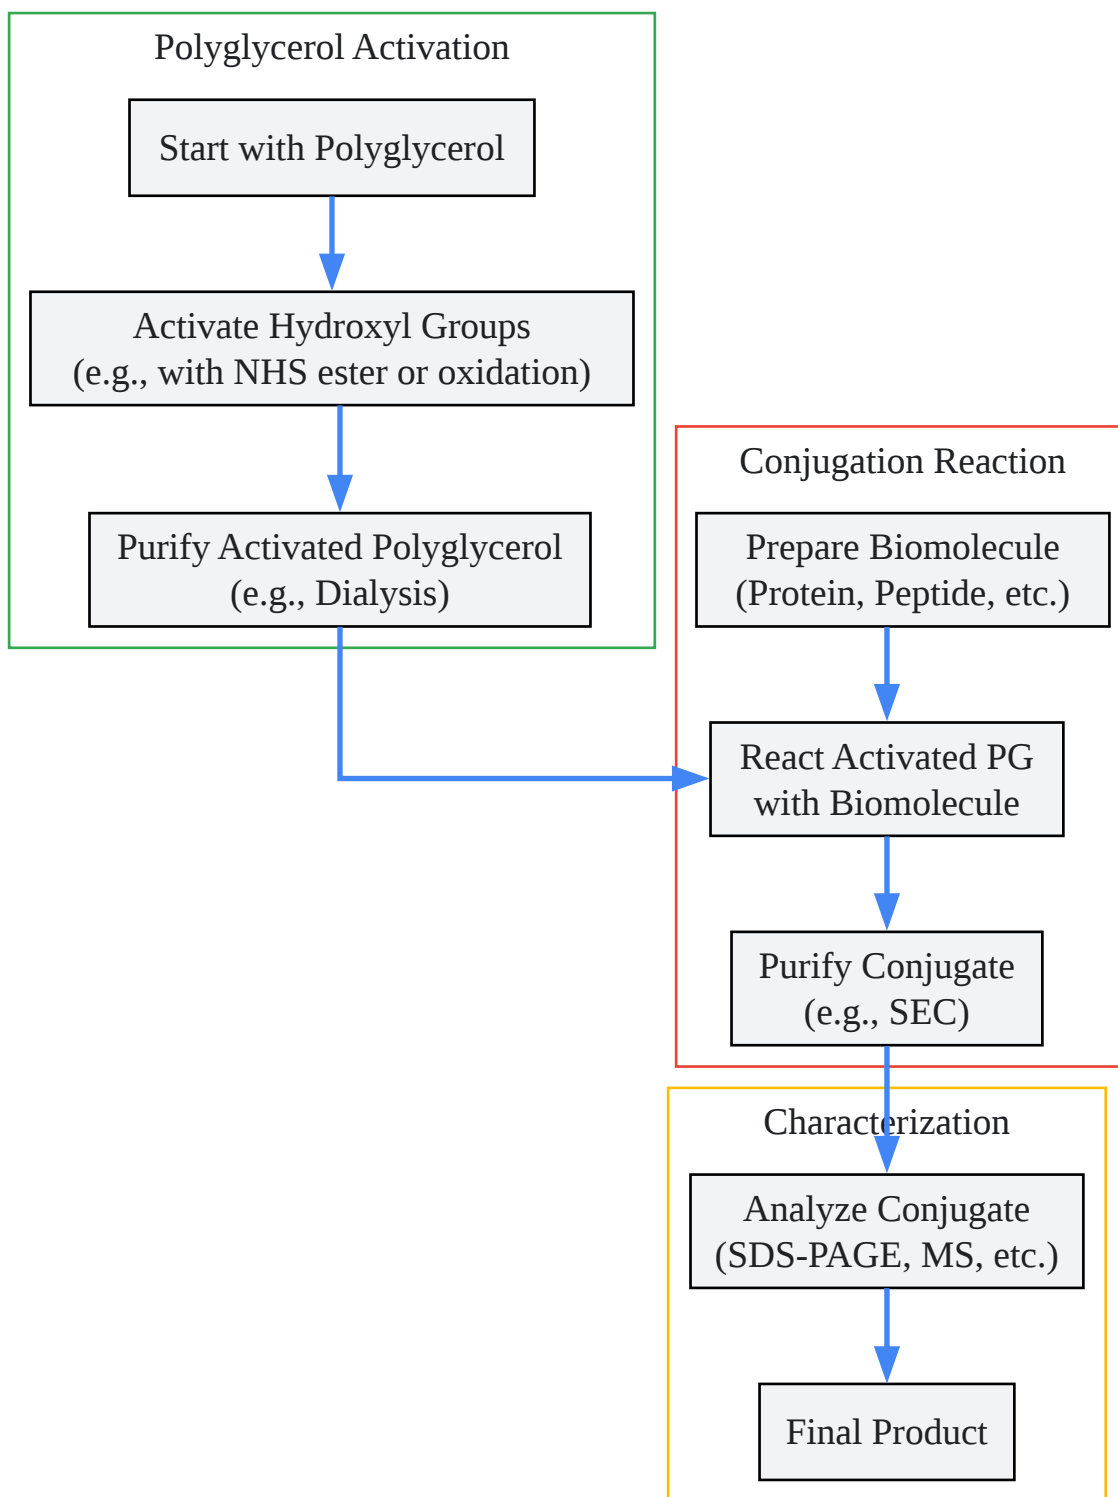 Polyglycerol Activation
Start with Polyglycerol
Activate Hydroxyl Groups
(e.g., with NHS ester or oxidation)
Purify Activated Polyglycerol
(e.g., Dialysis)
Conjugation Reaction
Prepare Biomolecule
(Protein, Peptide, etc.)
React Activated PG
with Biomolecule
Purify Conjugate
(e.g., SEC)
Characterization
Analyze Conjugate
(SDS-PAGE, MS, etc.)
Final Product